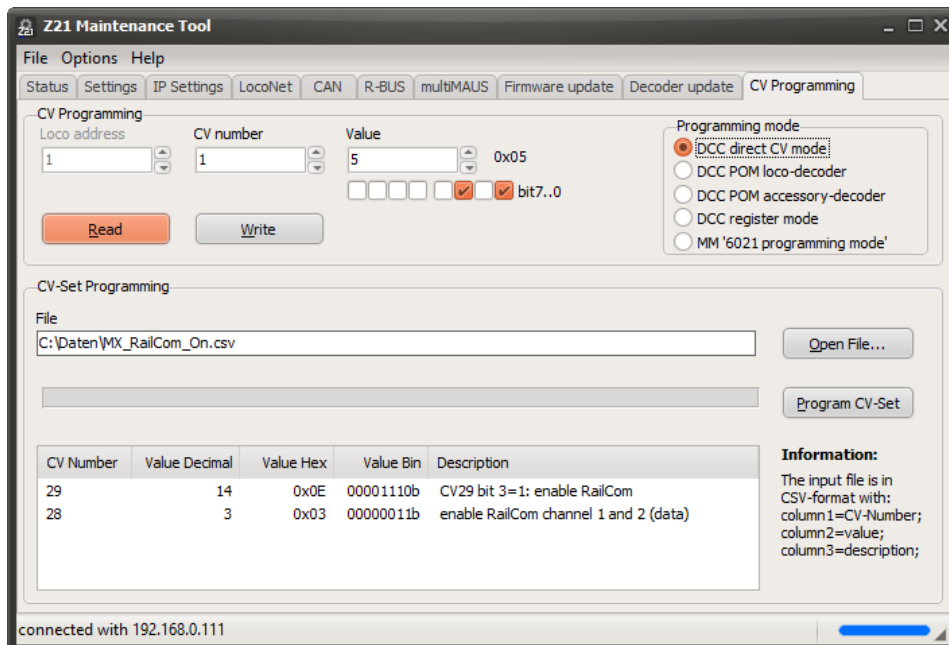 Z21 Maintenance Tool
File Options Help
Status Settings IP Settings LocoNet CAN R-BUS multiMAUS Firmware update Decoder update CV Programming
CV Programming
Loco address CV number Value
1 1 5 0x05
bit7..0
Read Write
Programming mode
DCC direct CV mode
DCC POM loco-decoder
DCC POM accessory-decoder
DCC register mode
MM '6021 programming mode'
CV-Set Programming
File
C:\Daten\MX_RailCom_On.csv
Open File...
Program CV-Set
CV Number Value Decimal Value Hex Value Bin Description
29 14 0x0E 00001110b CV29 bit 3=1: enable RailCom
28 3 0x03 00000011b enable RailCom channel 1 and 2 (data)
Information:
The input file is in
CSV-format with:
column1=CV-Number;
column2=value;
column3=description;
connected with 192.168.0.111